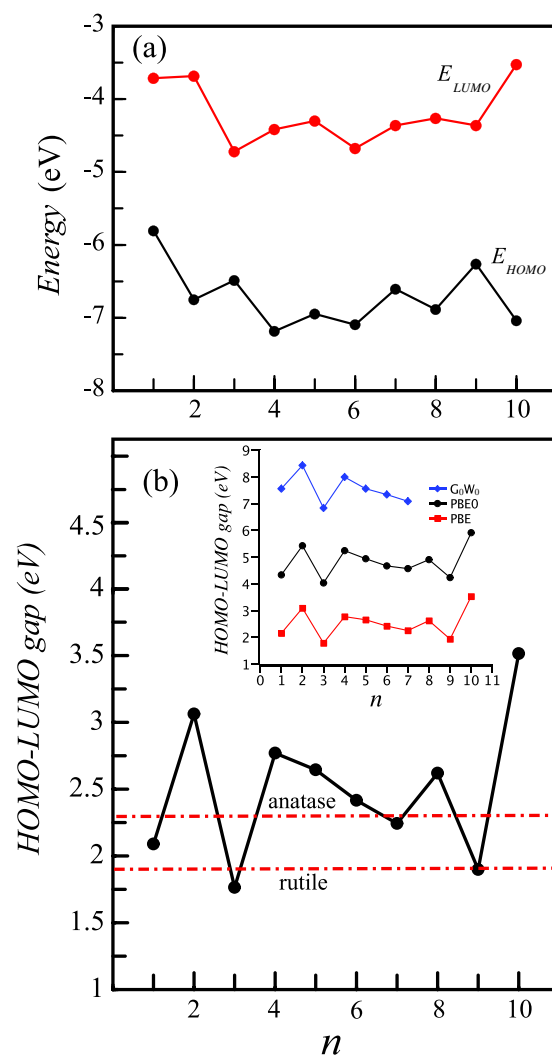 (a)
Energy (eV)
-3
-4
-5
-6
-7
-8
E_LUMO
E_HOMO
2
4
6
8
10
(b)
HOMO-LUMO gap (eV)
4.5
4
3.5
3
2.5
2
1.5
1
anatase
rutile
2
4
6
8
10
n
HOMO-LUMO gap (eV)
9
8
7
6
5
4
3
2
1
G₀W₀
PBE0
PBE
0 1 2 3 4 5 6 7 8 9 10 11
n